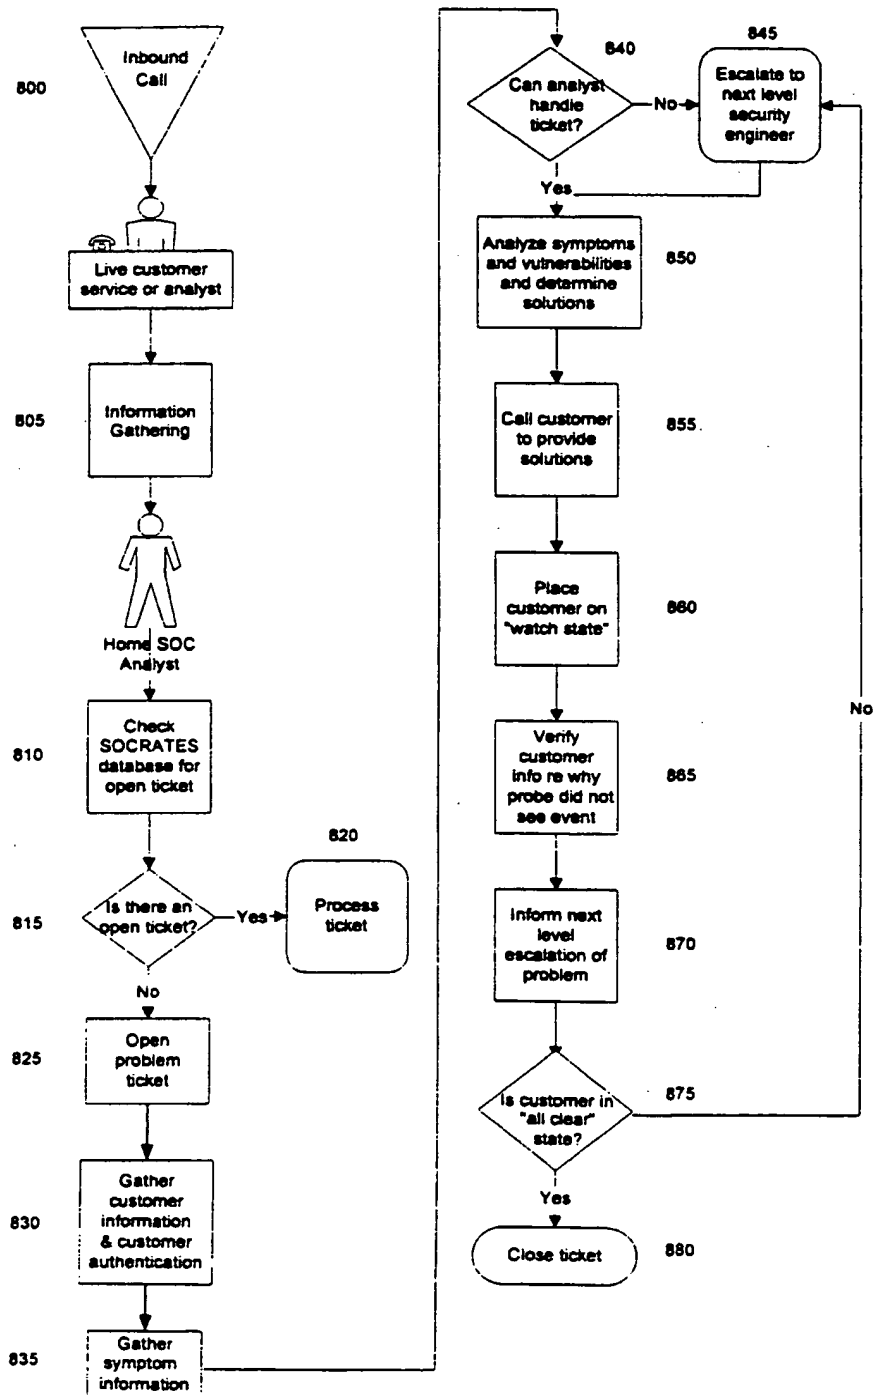 800
Inbound
Call
Live customer
service or analyst
805
Information
Gathering
Home SOC
Analyst
810
Check
SOCRATES
database for
open ticket
815
Is there an
open ticket?
Yes
820
Process
ticket
No
825
Open
problem
ticket
830
Gather
customer
information
& customer
authentication
835
Gather
symptom
information
840
Can analyst
handle
ticket?
No
845
Escalate to
next level
security
engineer
Yes
850
Analyze symptoms
and vulnerabilities
and determine
solutions
855
Call customer
to provide
solutions
860
Place
customer on
"watch state"
865
Verify
customer
info re why
probe did not
see event
870
Inform next
level
escalation of
problem
875
Is customer in
"all clear"
state?
No
Yes
Close ticket
880